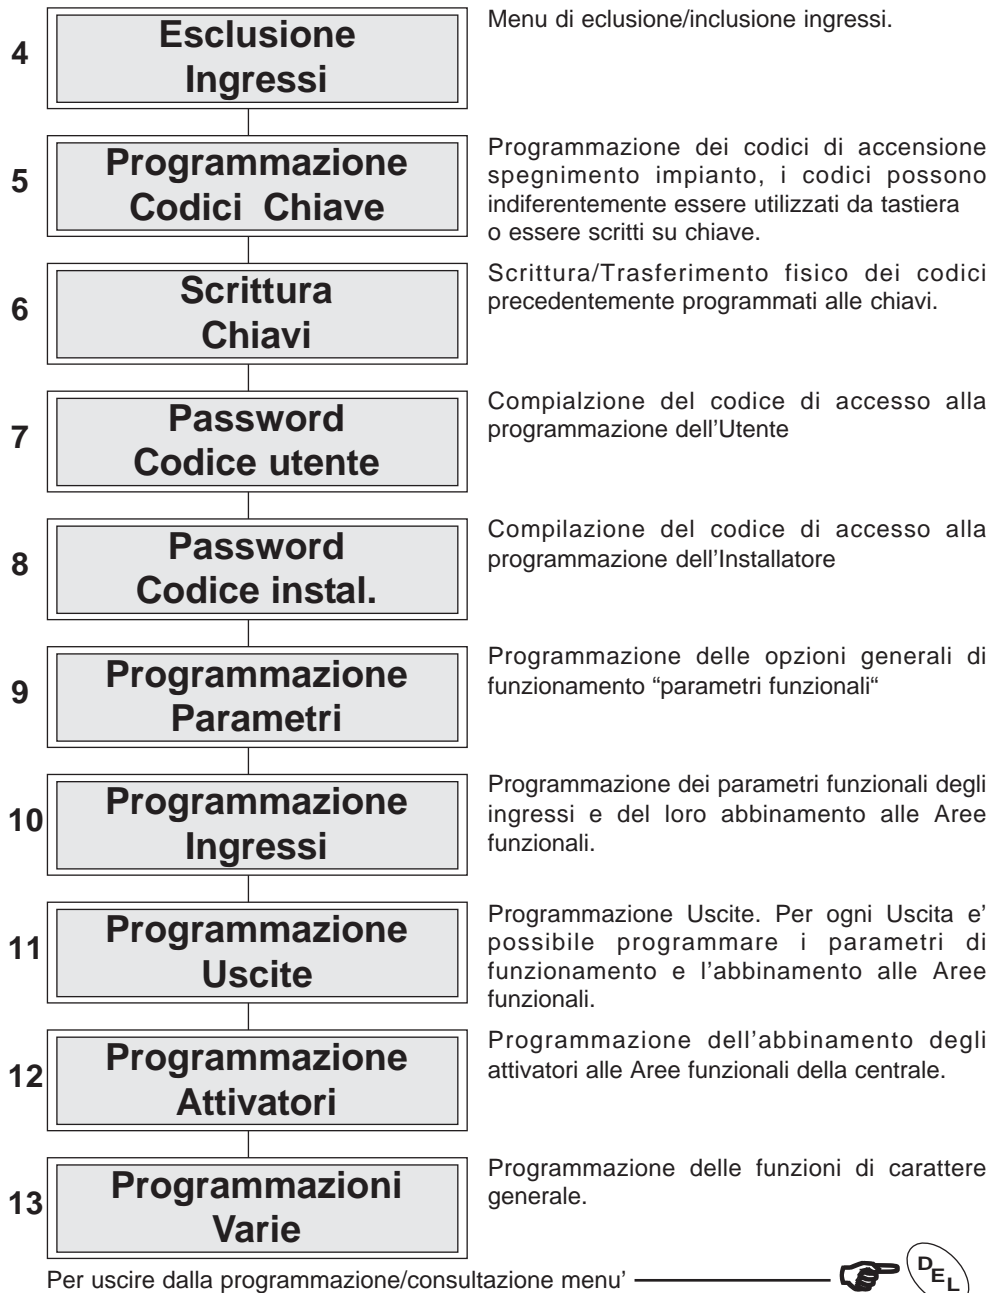 4
Esclusione
Ingressi
Menu di eclusione/inclusione ingressi.
5
Programmazione
Codici Chiave
Programmazione dei codici di accensione
spegnimento impianto, i codici possono
indiferentemente essere utilizzati da tastiera
o essere scritti su chiave.
6
Scrittura
Chiavi
Scrittura/Trasferimento fisico dei codici
precedentemente programmati alle chiavi.
7
Password
Codice utente
Compialzione del codice di accesso alla
programmazione dell’Utente
8
Password
Codice instal.
Compilazione del codice di accesso alla
programmazione dell’Installatore
9
Programmazione
Parametri
Programmazione delle opzioni generali di
funzionamento “parametri funzionali“
10
Programmazione
Ingressi
Programmazione dei parametri funzionali degli
ingressi e del loro abbinamento alle Aree
funzionali.
11
Programmazione
Uscite
Programmazione Uscite. Per ogni Uscita e’
possibile programmare i parametri di
funzionamento e l’abbinamento alle Aree
funzionali.
12
Programmazione
Attivatori
Programmazione dell’abbinamento degli
attivatori alle Aree funzionali della centrale.
13
Programmazioni
Varie
Programmazione delle funzioni di carattere
generale.
Per uscire dalla programmazione/consultazione menu’
DEL